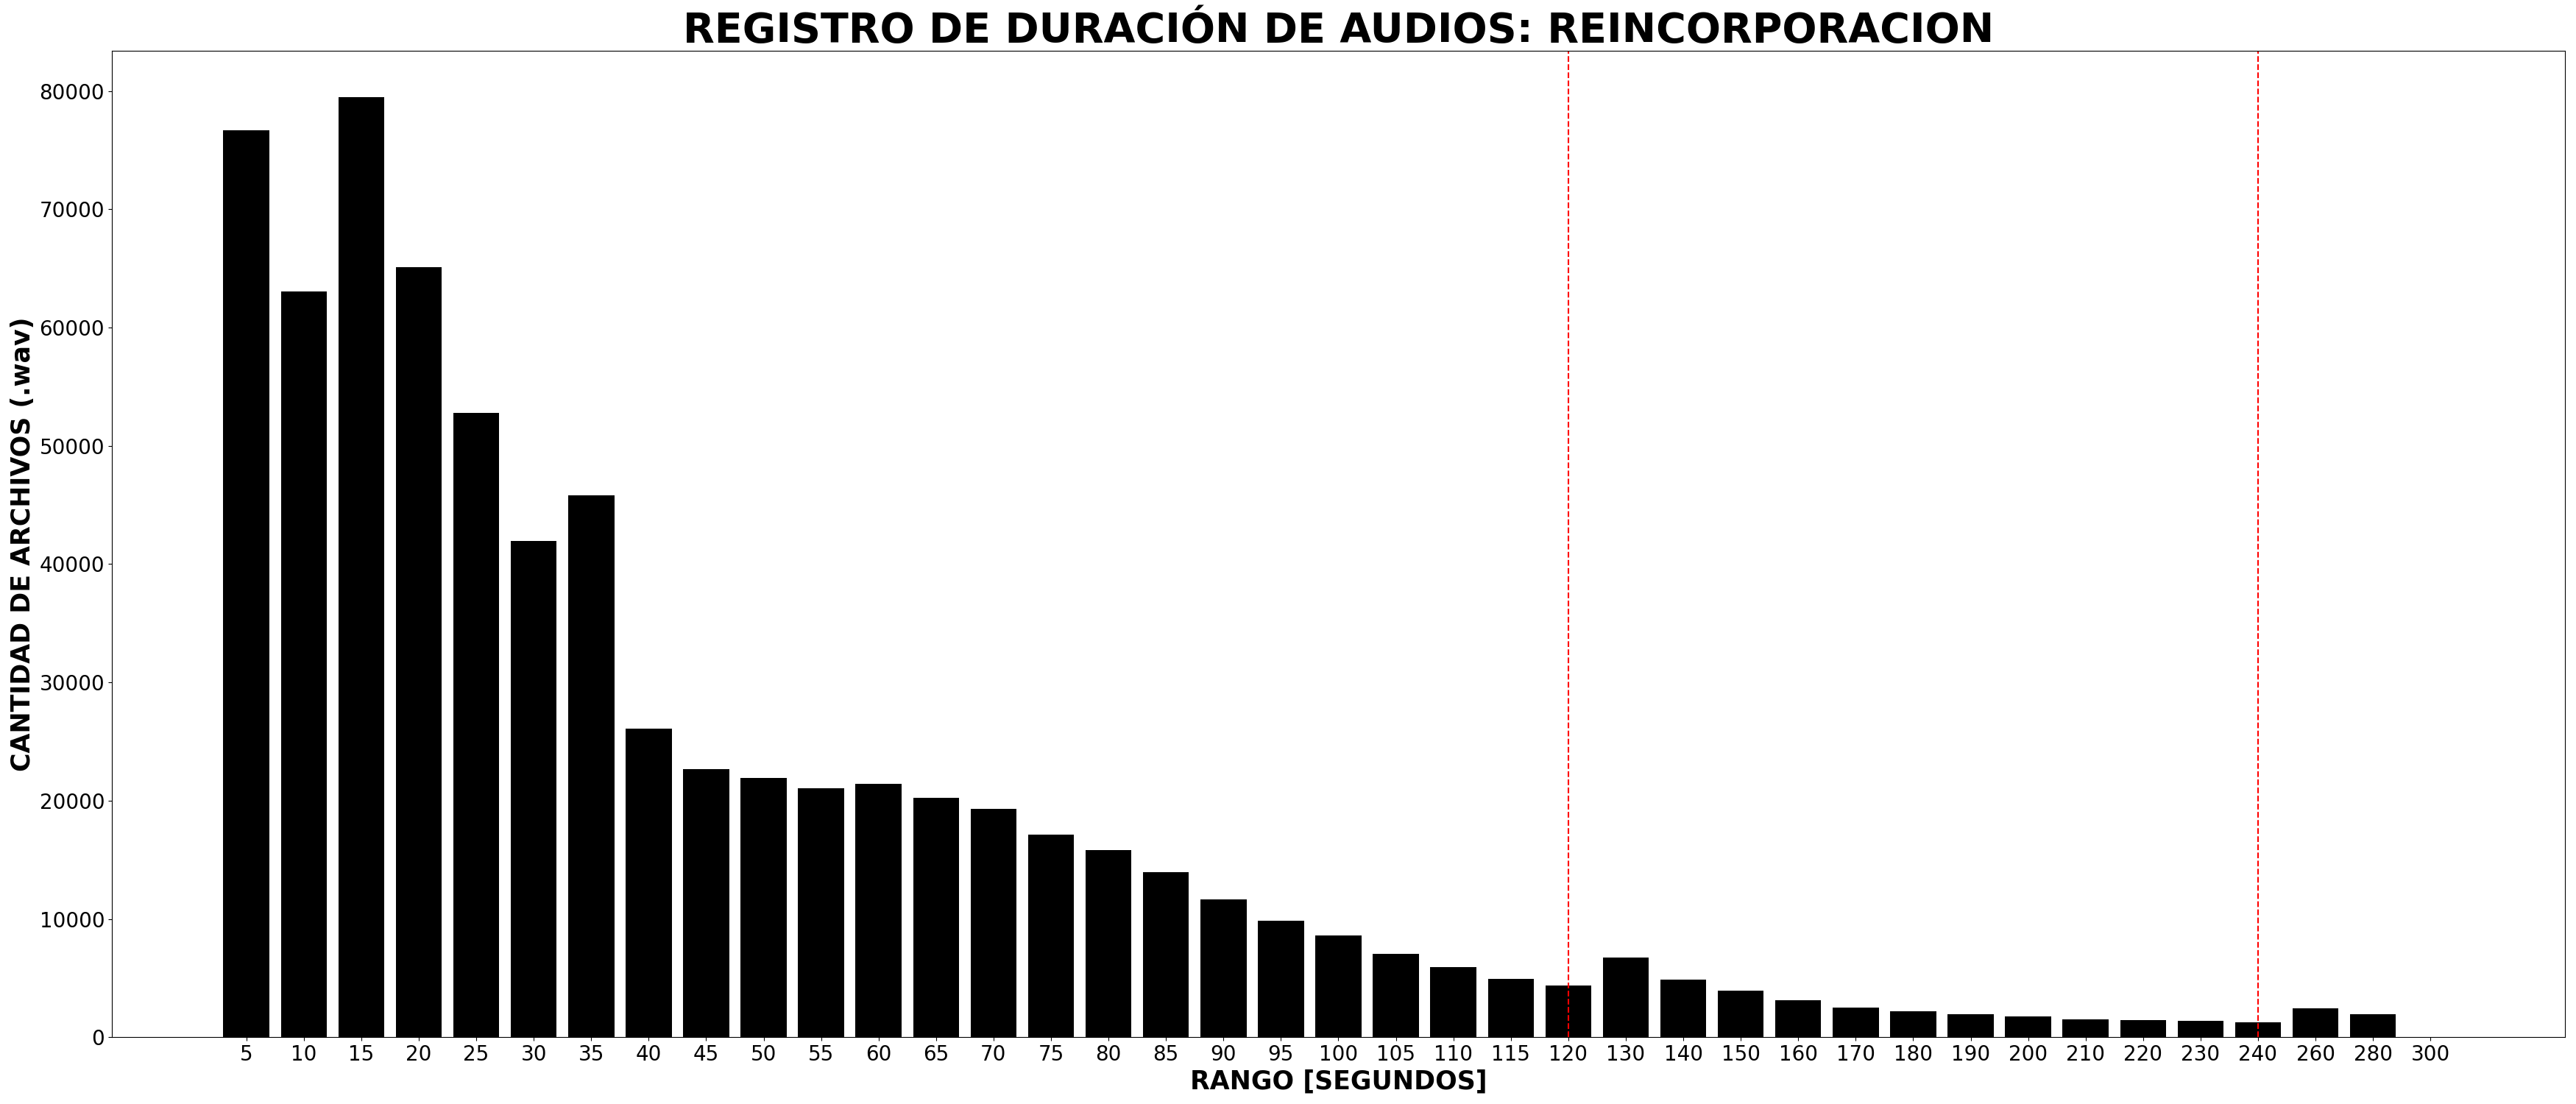 REGISTRO DE DURACIÓN DE AUDIOS: REINCORPORACION
CANTIDAD DE ARCHIVOS (.wav)
80000
70000
60000
50000
40000
30000
20000
10000
0
5 10 15 20 25 30 35 40 45 50 55 60 65 70 75 80 85 90 95 100 105 110 115 120 130 140 150 160 170 180 190 200 210 220 230 240 260 280 300
RANGO [SEGUNDOS]